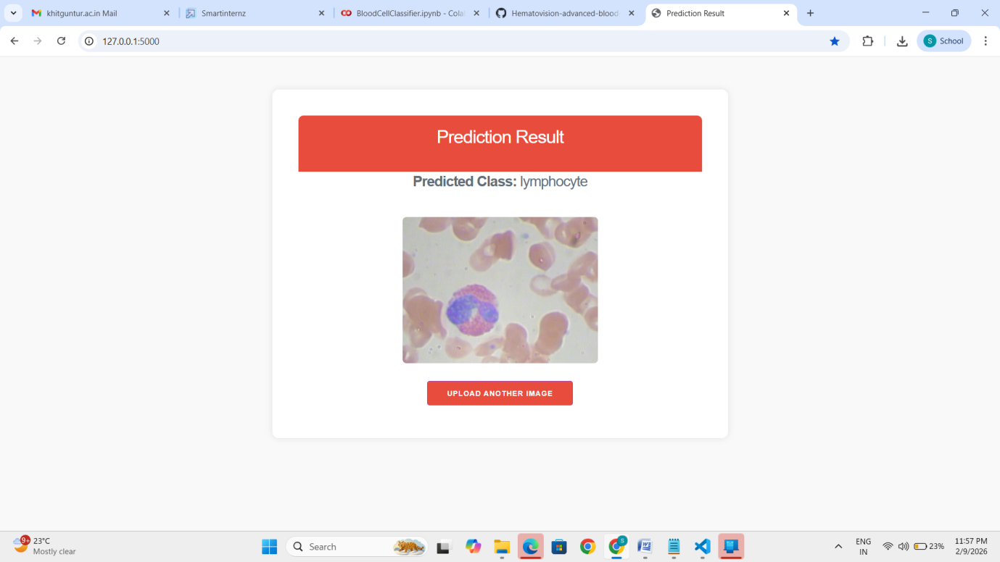 khitguntur.ac.in Mail
Smartinternz
BloodCellClassifier.ipynb - Cola
Hematovision-advanced-blood-
Prediction Result
127.0.0.1:5000
S
School
Prediction Result
Predicted Class: lymphocyte
UPLOAD ANOTHER IMAGE
9+
23°C
Mostly clear
Search
S
ENG
IN
23%
11:57 PM
2/9/2026